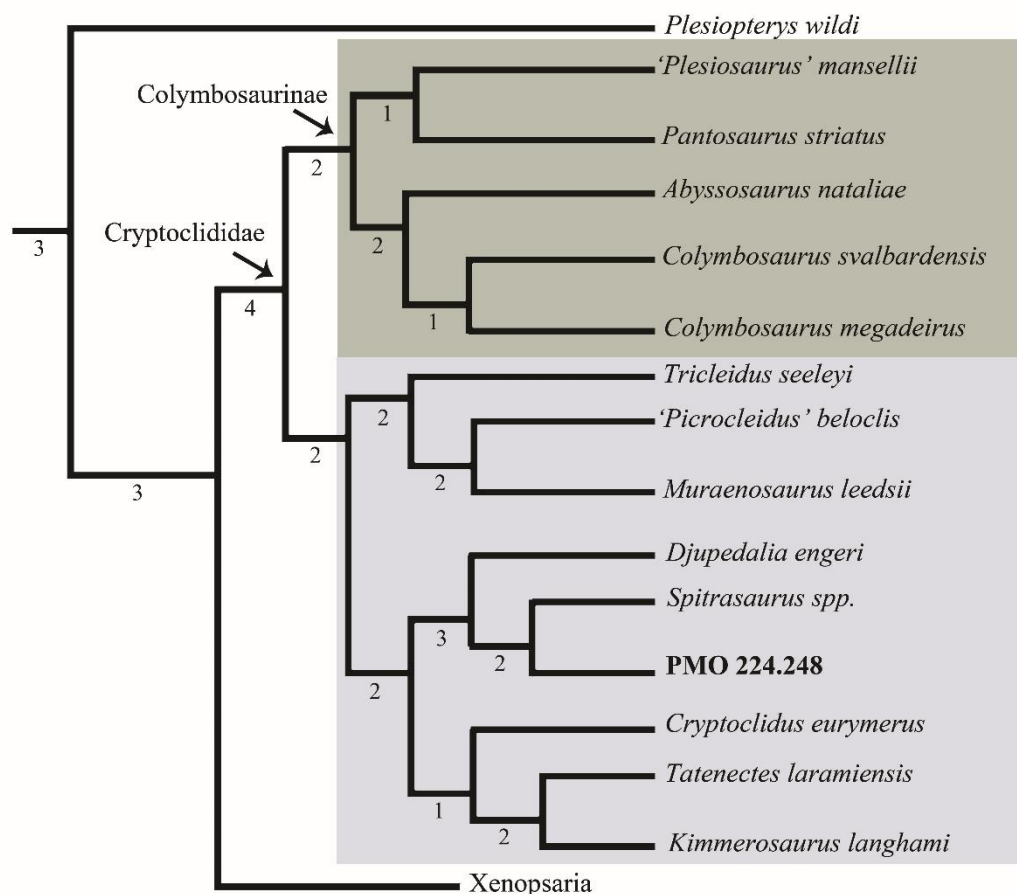 Plesiopterys wildi
‘Plesiosaurus’ mansellii
Colymbosaurinae
1
Pantosaurus striatus
2
Abyssosaurus nataliae
Cryptoclididae
2
3
Colymbosaurus svalbardensis
4
1
Colymbosaurus megadeirus
Tricleidus seeleyi
2
‘Picrocleidus’ beloclis
2
2
3
Muraenosaurus leedsii
Djupedalia engeri
Spitrasaurus spp.
3
2
PMO 224.248
2
Cryptoclidus eurymerus
Tatenectes laramiensis
1
2
Kimmerosaurus langhami
Xenopsaria